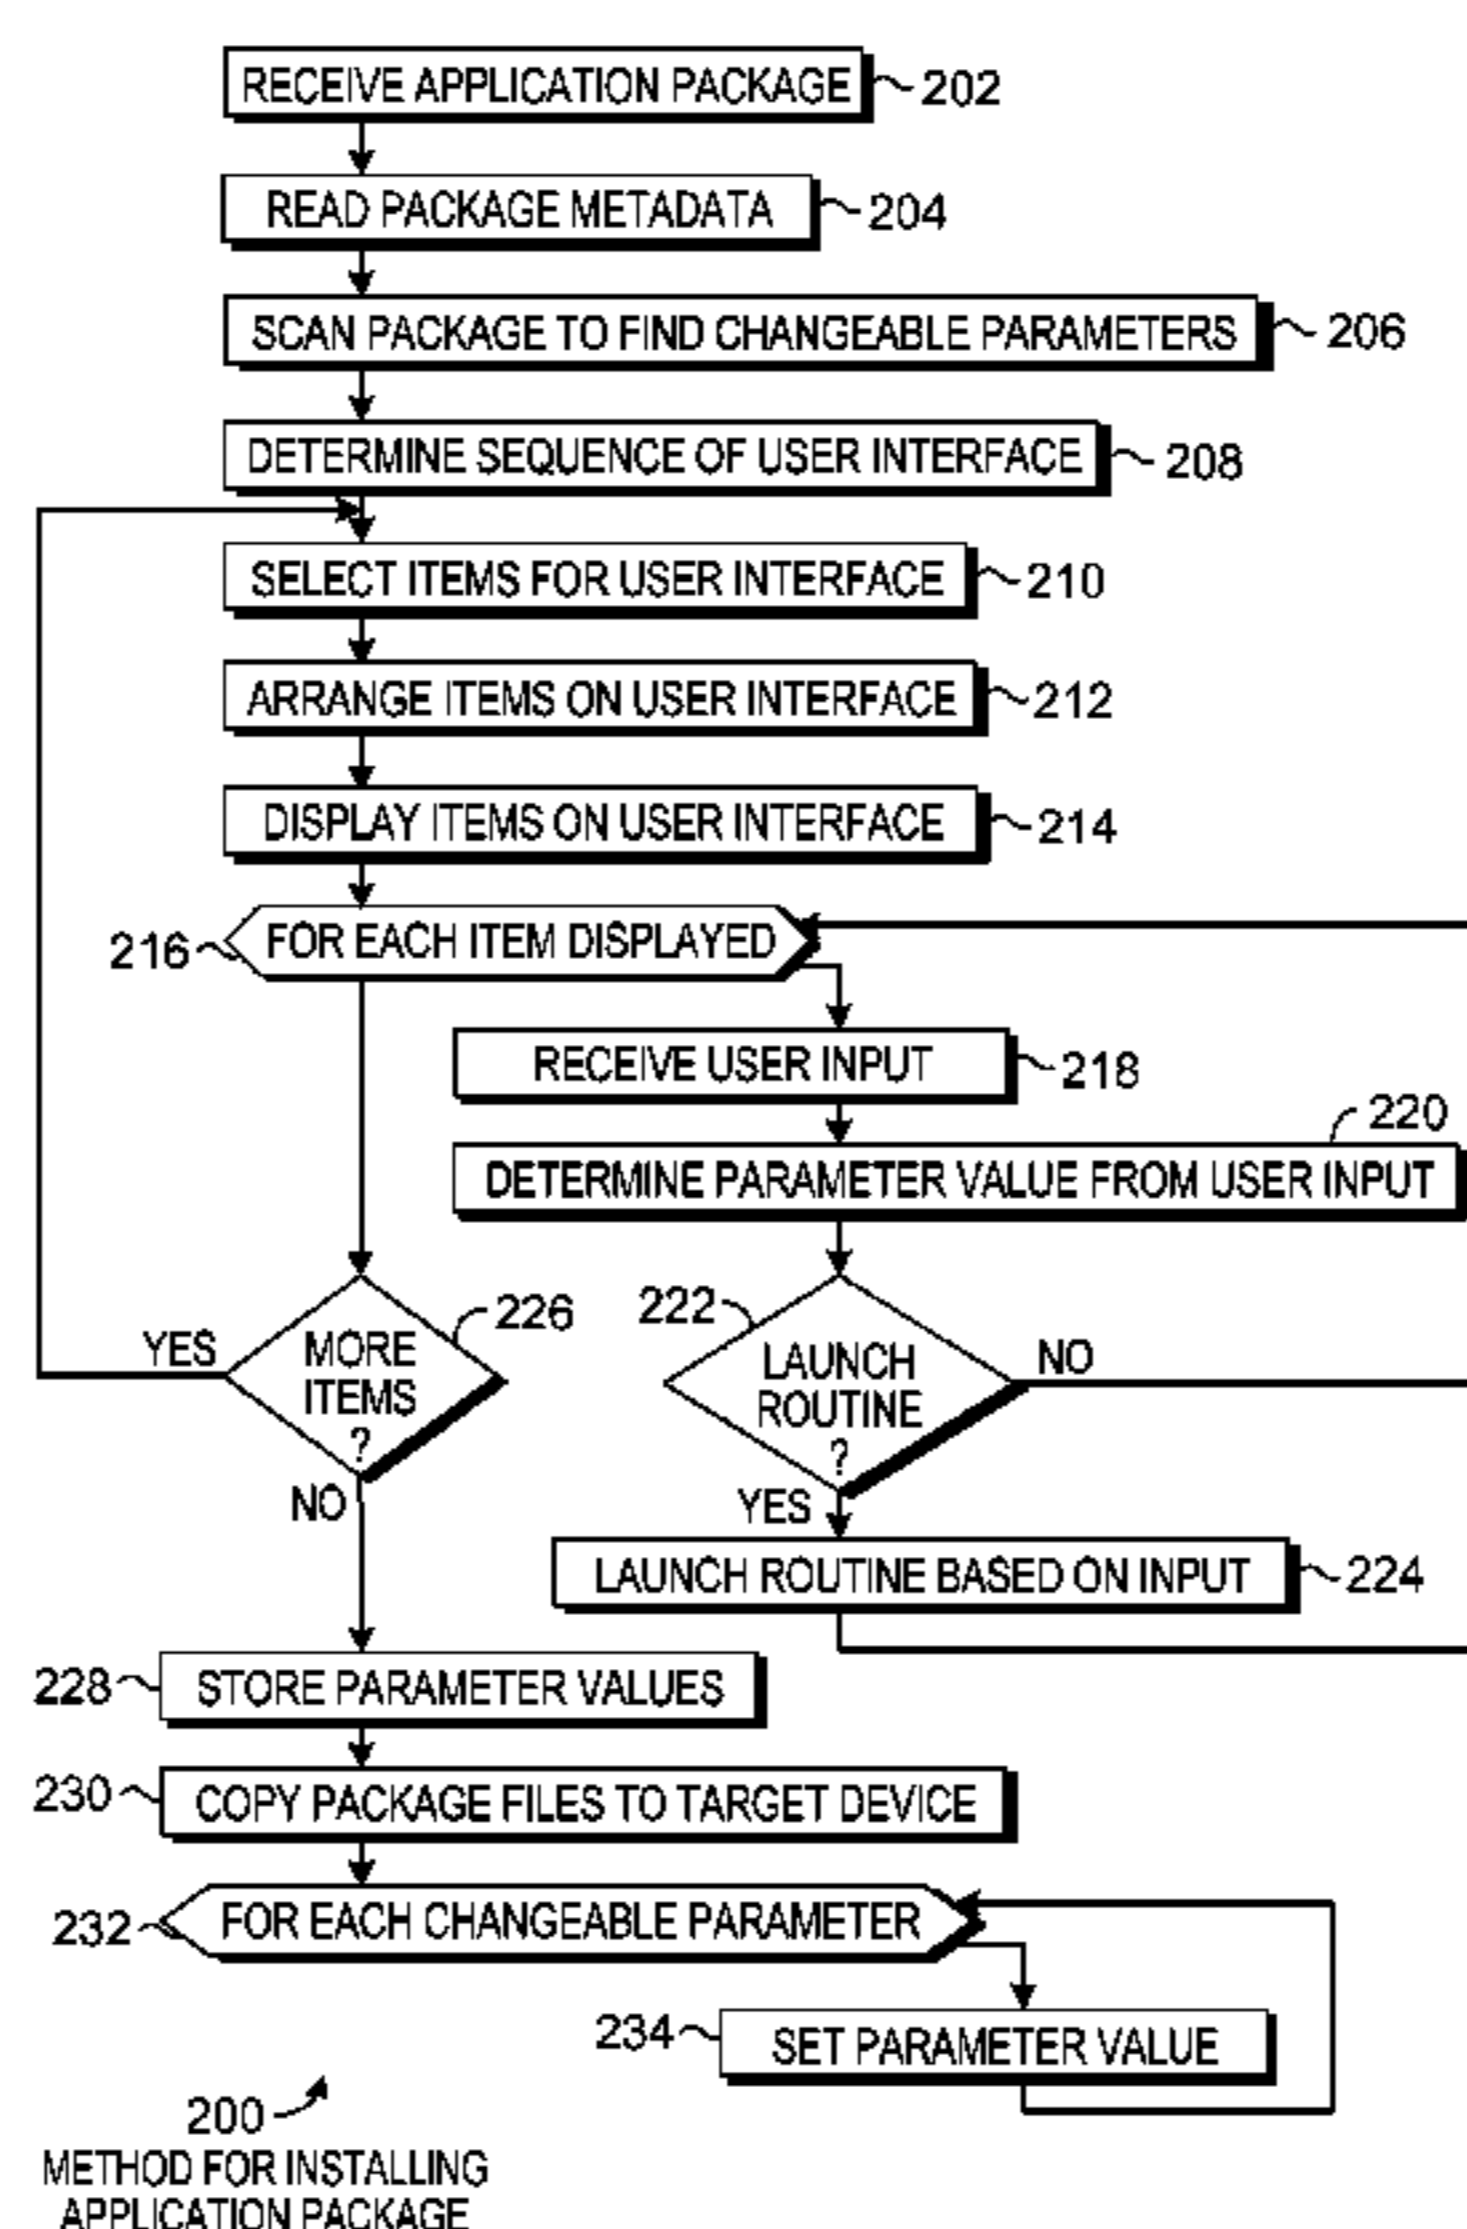 RECEIVE APPLICATION PACKAGE 202
READ PACKAGE METADATA 204
SCAN PACKAGE TO FIND CHANGEABLE PARAMETERS 206
DETERMINE SEQUENCE OF USER INTERFACE 208
SELECT ITEMS FOR USER INTERFACE 210
ARRANGE ITEMS ON USER INTERFACE 212
DISPLAY ITEMS ON USER INTERFACE 214
216 FOR EACH ITEM DISPLAYED
RECEIVE USER INPUT 218
220
DETERMINE PARAMETER VALUE FROM USER INPUT
222
LAUNCH
ROUTINE
?
NO
YES
LAUNCH ROUTINE BASED ON INPUT 224
226
YES
MORE
ITEMS
?
NO
228 STORE PARAMETER VALUES
230 COPY PACKAGE FILES TO TARGET DEVICE
232 FOR EACH CHANGEABLE PARAMETER
234 SET PARAMETER VALUE
200
METHOD FOR INSTALLING
APPLICATION PACKAGE